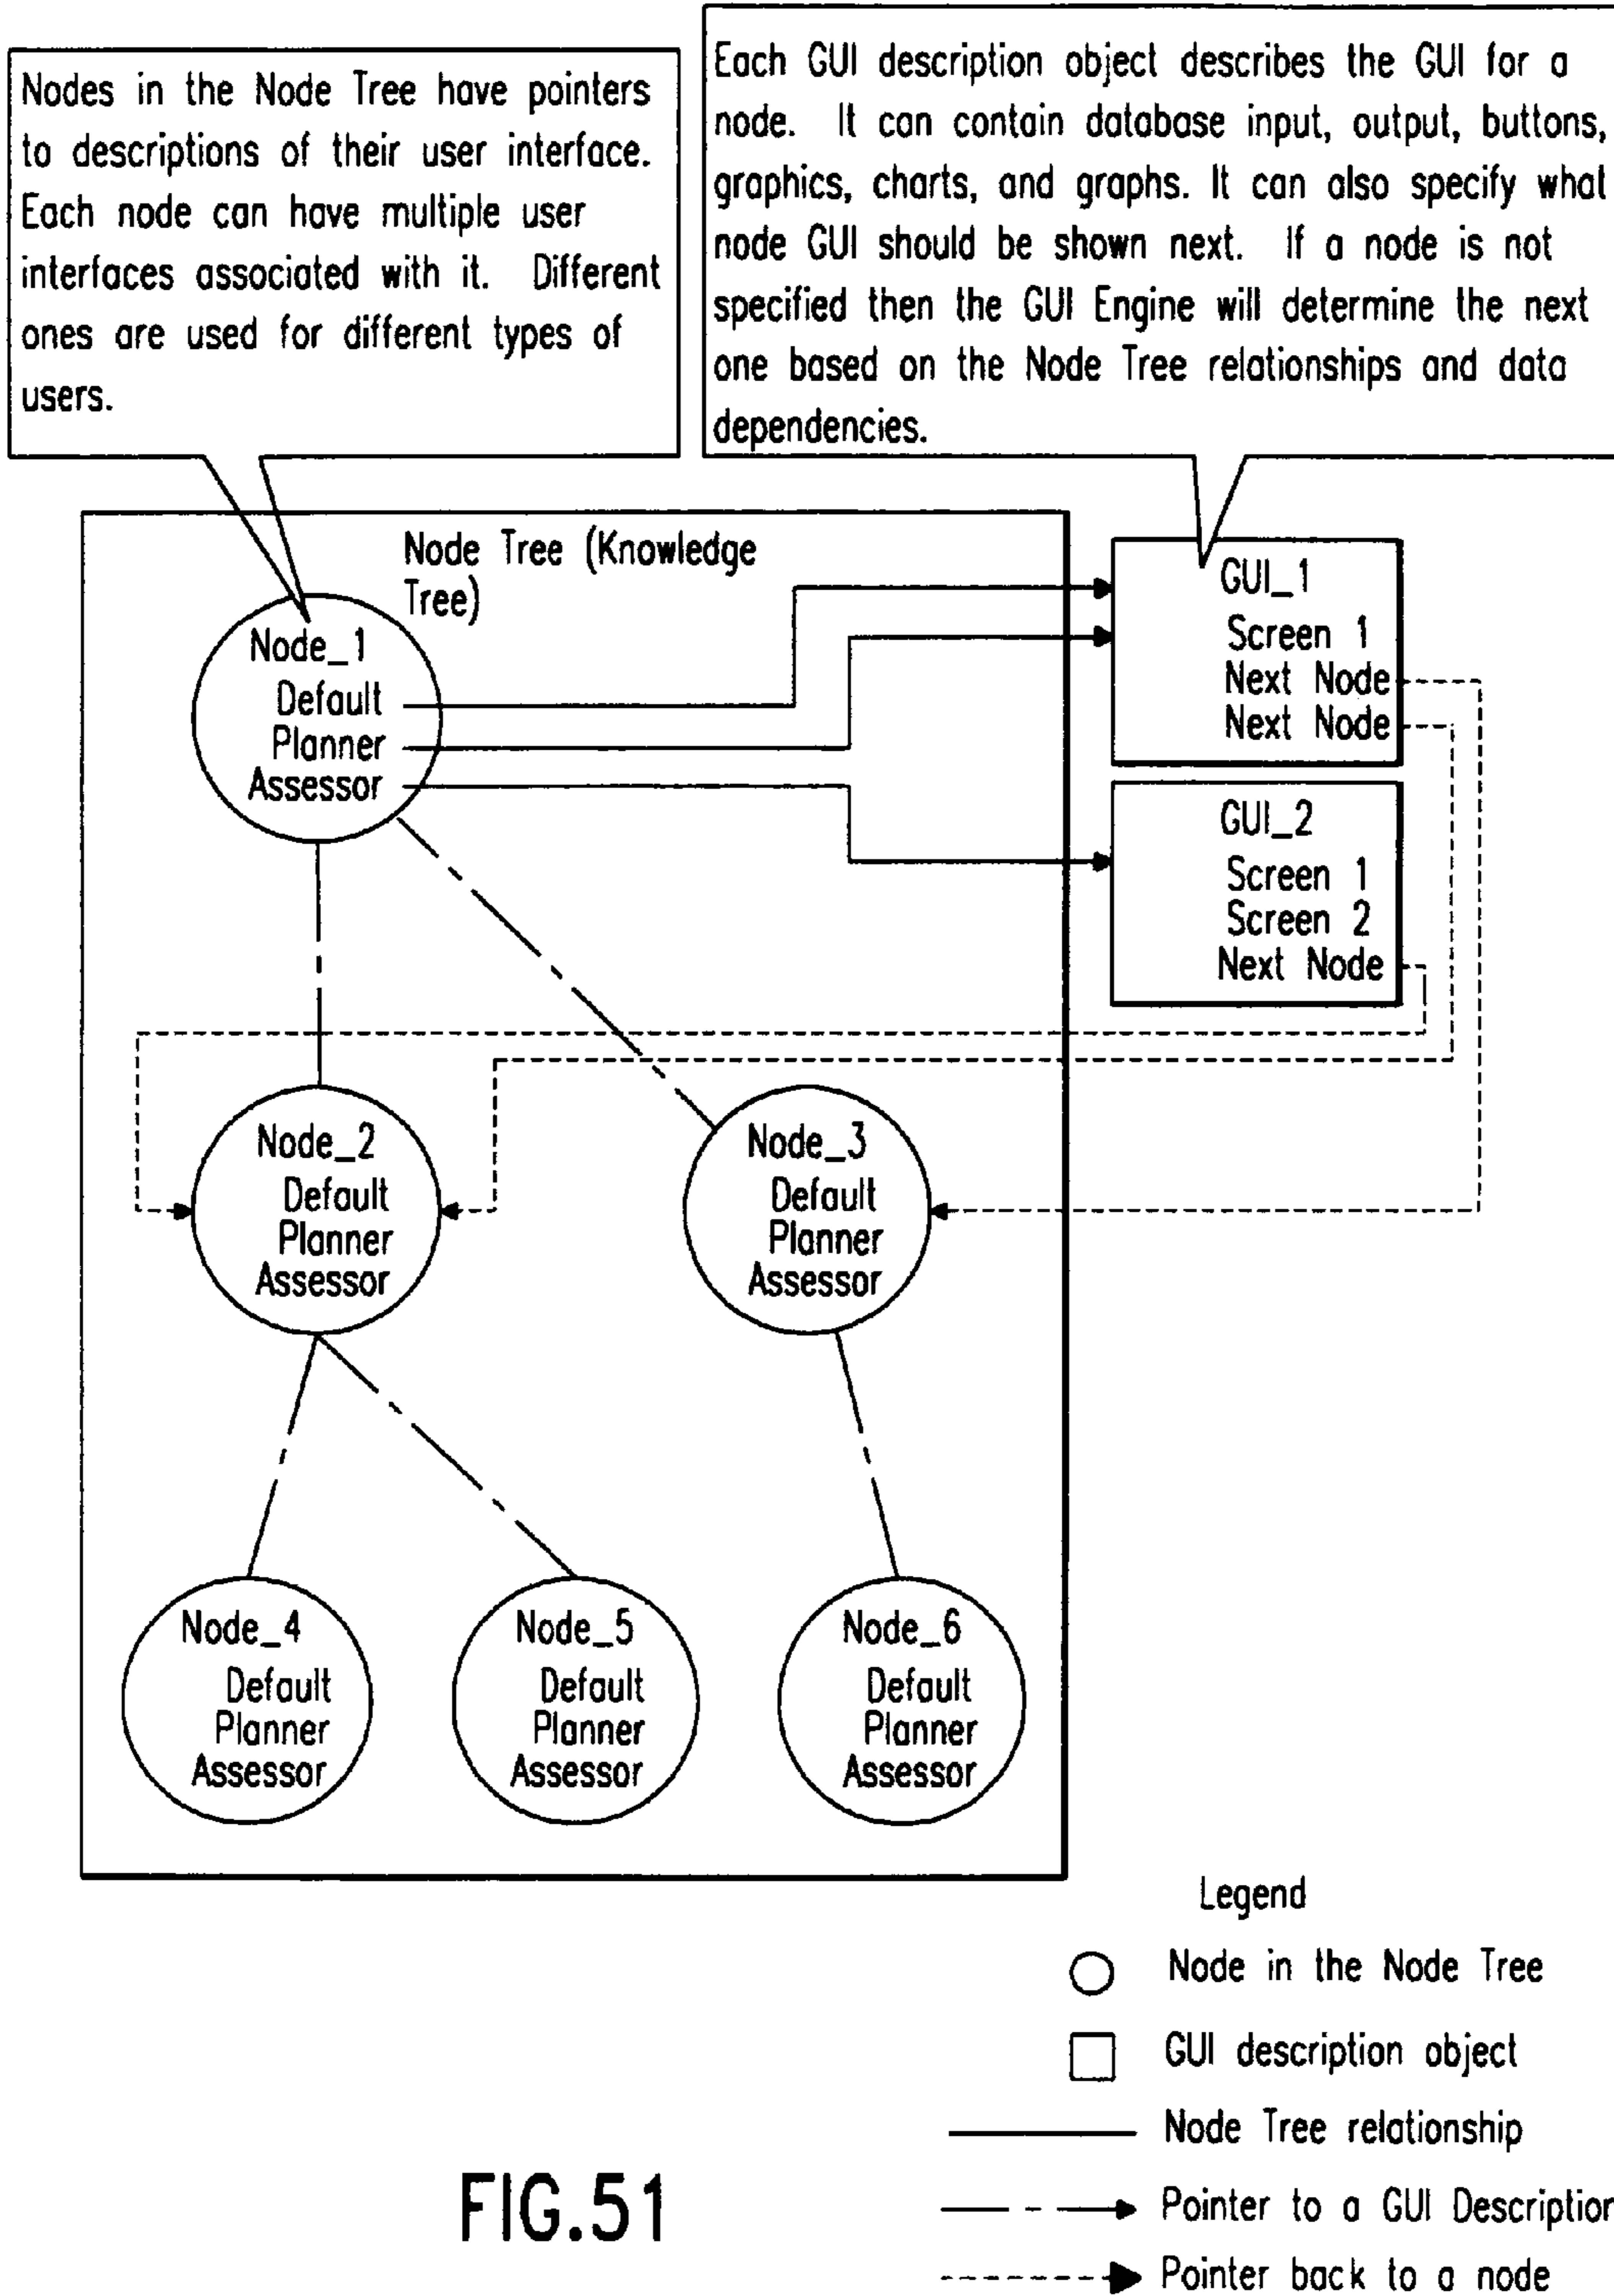 Nodes in the Node Tree have pointers
to descriptions of their user interface.
Each node can have multiple user
interfaces associated with it. Different
ones are used for different types of
users.
Each GUI description object describes the GUI for a
node. It can contain database input, output, buttons,
graphics, charts, and graphs. It can also specify what
node GUI should be shown next. If a node is not
specified then the GUI Engine will determine the next
one based on the Node Tree relationships and data
dependencies.
Node Tree (Knowledge
Tree)
Node_1
Default
Planner
Assessor
GUI_1
Screen 1
Next Node
Next Node
GUI_2
Screen 1
Screen 2
Next Node
Node_2
Default
Planner
Assessor
Node_3
Default
Planner
Assessor
Node_4
Default
Planner
Assessor
Node_5
Default
Planner
Assessor
Node_6
Default
Planner
Assessor
Legend
Node in the Node Tree
GUI description object
Node Tree relationship
Pointer to a GUI Description
Pointer back to a node
FIG.51